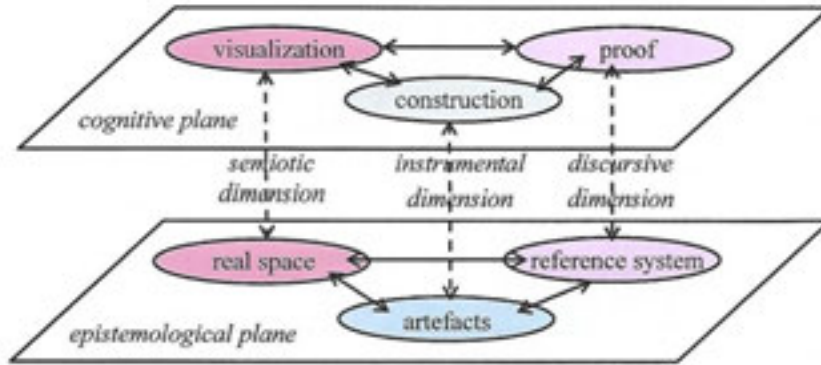 visualization
proof
construction
cognitive plane
semiotic
dimension
instrumental
dimension
discursive
dimension
real space
reference system
artefacts
epistemological plane